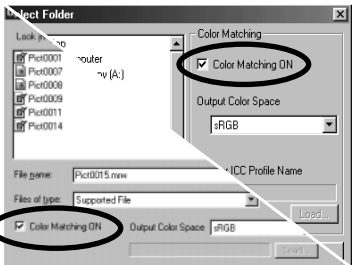 Select Folder
Look in:
Color Matching
Pict0001
Pict0007
(A:)
Pict0008
Color Matching ON
Pict0009
Pict0011
Output Color Space
Pict0014
sRGB
ICC Profile Name
File name:
Pict0015.mrw
Files of type:
Supported File
Load...
Color Matching ON
Output Color Space
sRGB
Load...